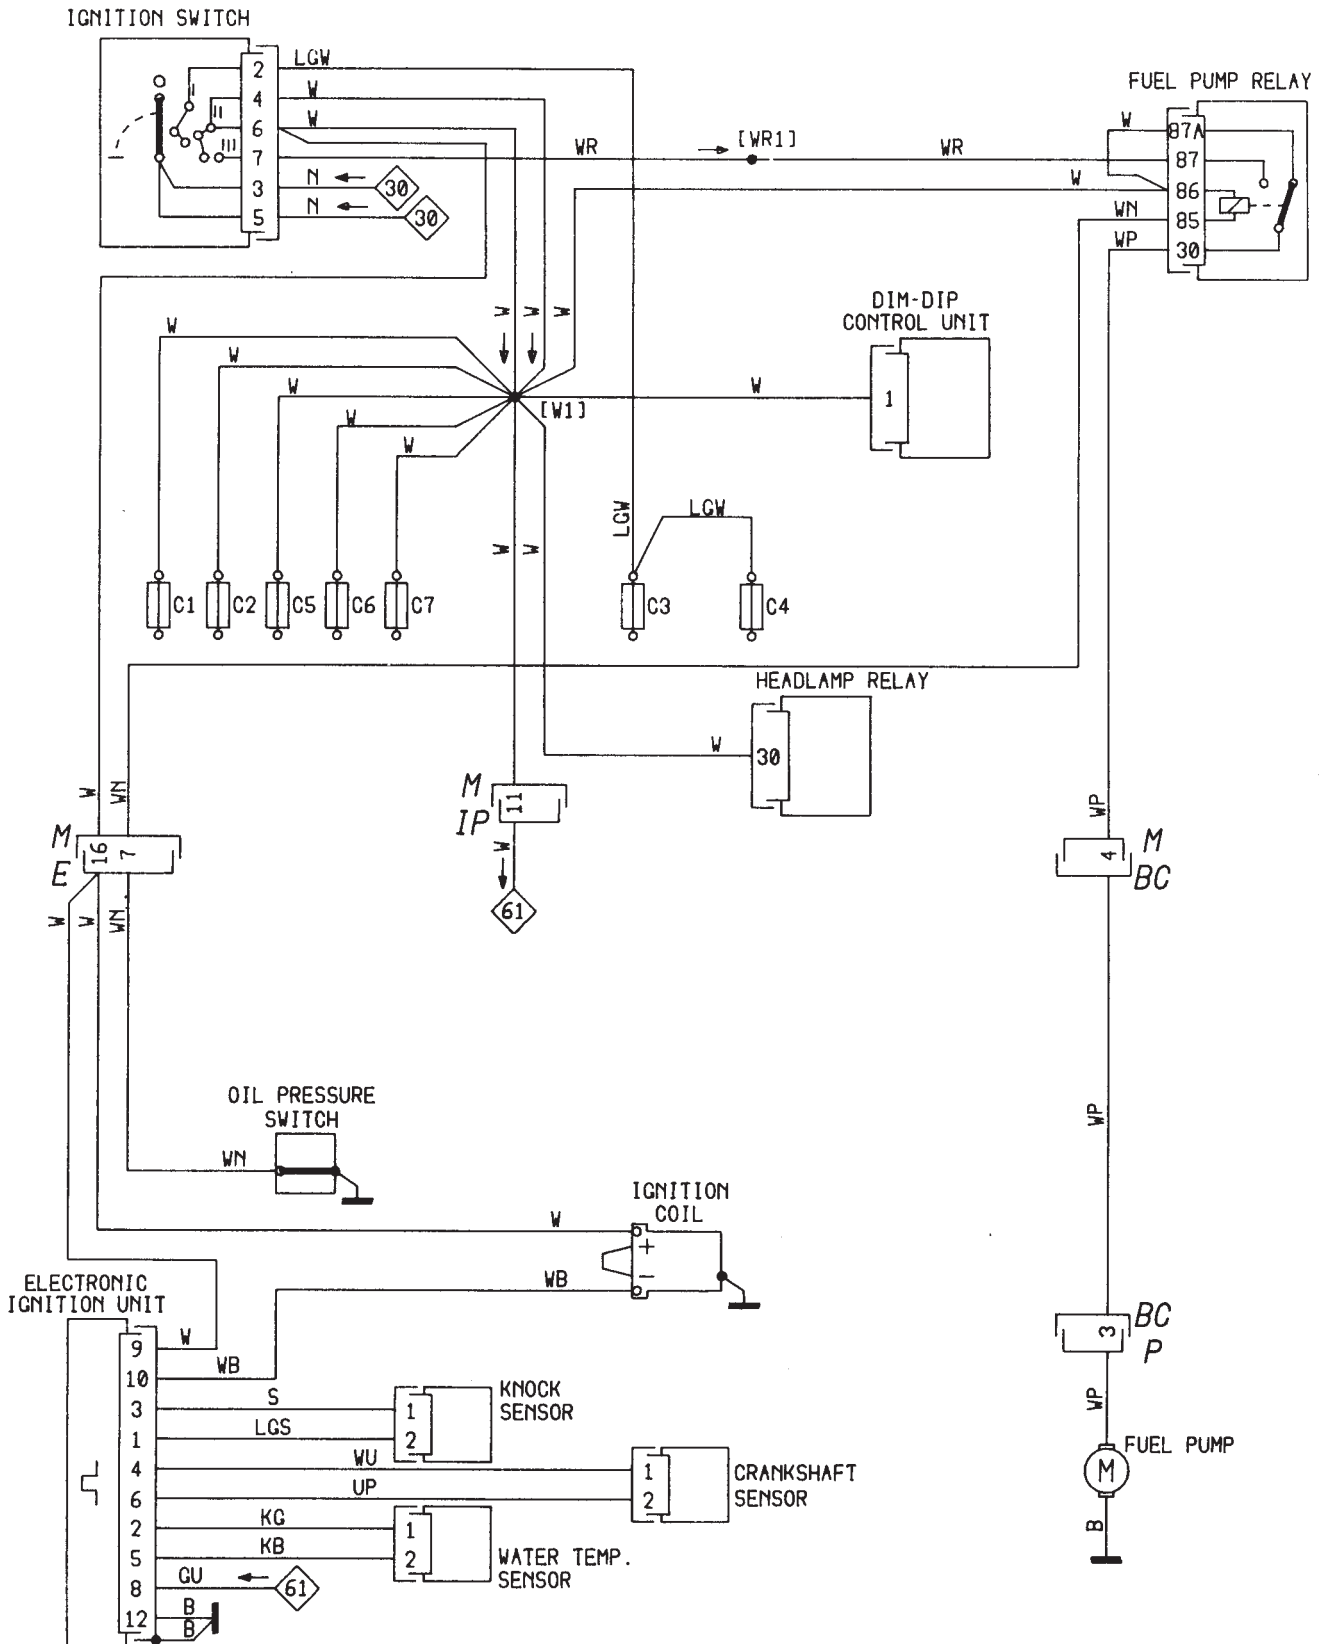 IGNITION SWITCH
LGW
2
I
W
4
II
W
6
III
7
WR
[WR1]
WR
N
3
30
N
5
30
FUEL PUMP RELAY
W
87A
87
W
86
WN
85
WP
30
DIM-DIP
CONTROL UNIT
W
W
W
W
W
W
W
W
1
[W1]
W
W
LGW
LGW
W
W
C1
C2
C5
C6
C7
C3
C4
HEADLAMP RELAY
W
30
W
WN
M
IP
11
W
61
M
E
16
7
W
W
WN
WP
4
M
BC
WP
OIL PRESSURE
SWITCH
WN
IGNITION
COIL
W
+
−
WB
ELECTRONIC
IGNITION UNIT
9
W
10
WB
3
S
1
KNOCK
SENSOR
1
LGS
2
4
WU
1
CRANKSHAFT
SENSOR
6
UP
2
2
KG
1
5
KB
2
WATER TEMP.
SENSOR
8
GU
61
12
B
B
3
BC
P
WP
FUEL PUMP
M
B